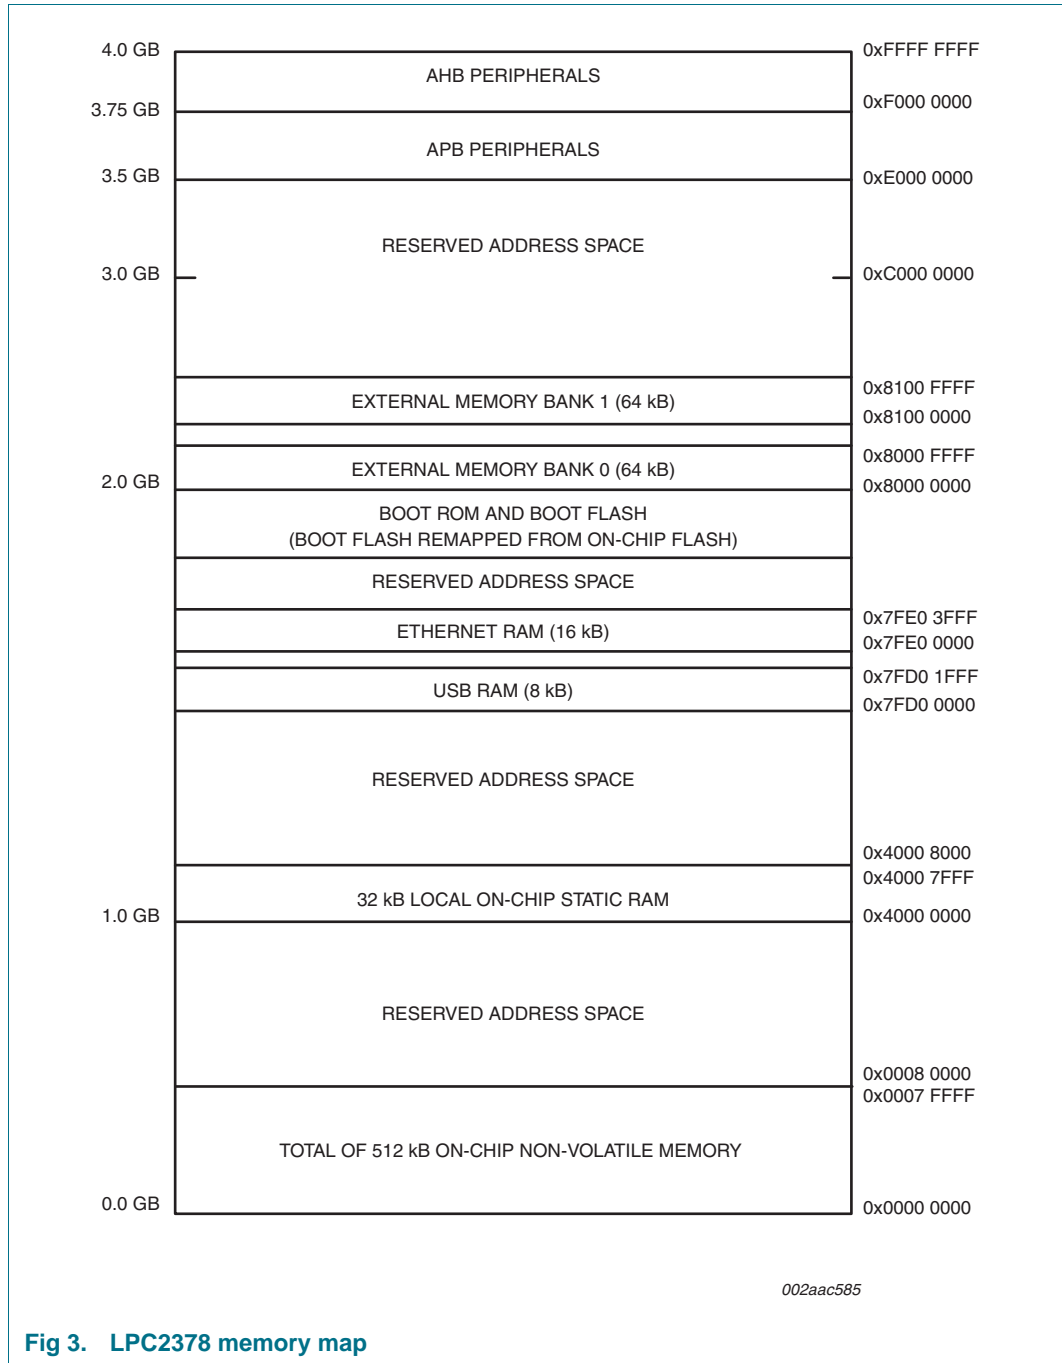 4.0 GB 0xFFFF FFFF
AHB PERIPHERALS
3.75 GB 0xF000 0000
APB PERIPHERALS
3.5 GB 0xE000 0000
RESERVED ADDRESS SPACE
3.0 GB 0xC000 0000
0x8100 FFFF
EXTERNAL MEMORY BANK 1 (64 kB)
0x8100 0000
0x8000 FFFF
EXTERNAL MEMORY BANK 0 (64 kB)
2.0 GB 0x8000 0000
BOOT ROM AND BOOT FLASH
(BOOT FLASH REMAPPED FROM ON-CHIP FLASH)
RESERVED ADDRESS SPACE
0x7FE0 3FFF
ETHERNET RAM (16 kB)
0x7FE0 0000
0x7FD0 1FFF
USB RAM (8 kB)
0x7FD0 0000
RESERVED ADDRESS SPACE
0x4000 8000
0x4000 7FFF
32 kB LOCAL ON-CHIP STATIC RAM
1.0 GB 0x4000 0000
RESERVED ADDRESS SPACE
0x0008 0000
0x0007 FFFF
TOTAL OF 512 kB ON-CHIP NON-VOLATILE MEMORY
0.0 GB 0x0000 0000
002aac585
Fig 3. LPC2378 memory map